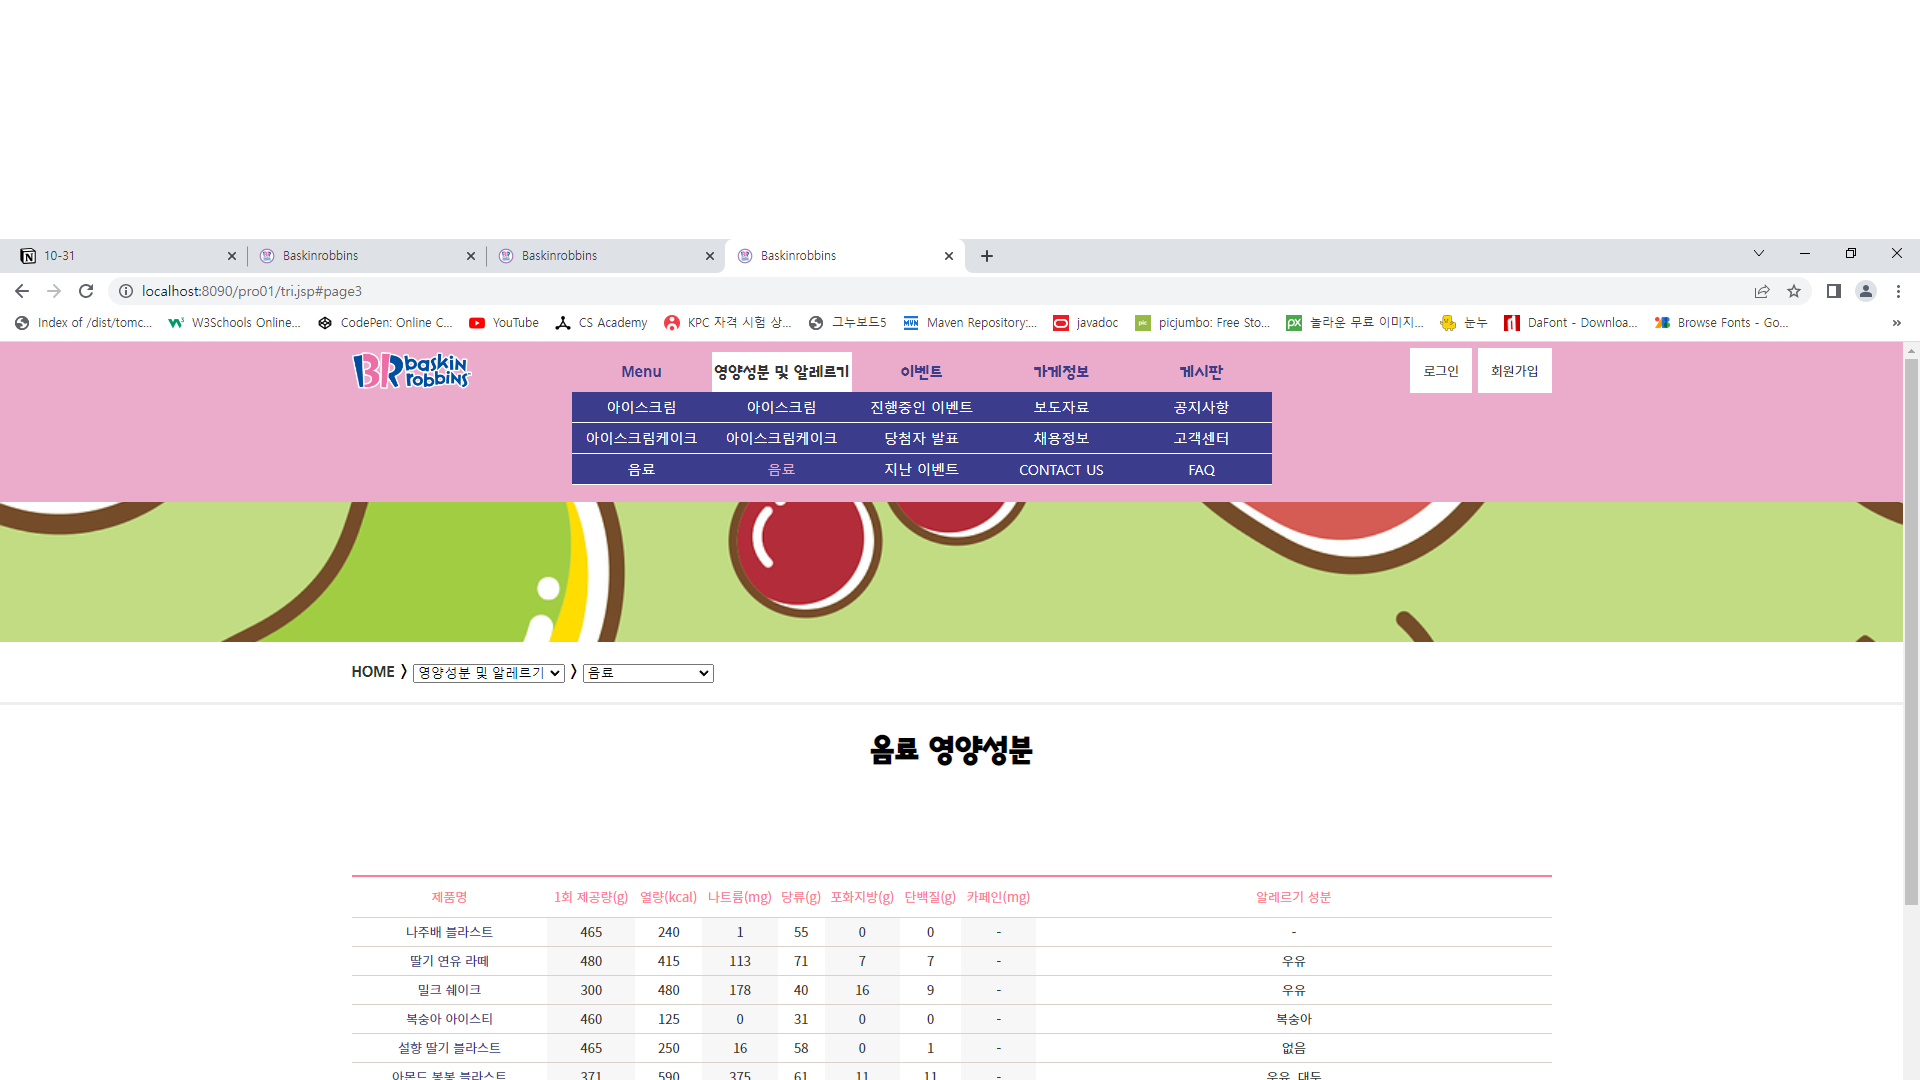 10-31 Baskinrobbins Baskinrobbins Baskinrobbins
localhost:8090/pro01/tri.jsp#page3
Index of /dist/tomc... W3Schools Online... CodePen: Online C... YouTube CS Academy KPC 자격 시험 상... 그누보드5 Maven Repository:... javadoc picjumbo: Free Sto... 놀라운 무료 이미지... 눈누 DaFont - Downloa... Browse Fonts - Go... »
BR baskin robbins
Menu 영양성분 및 알레르기 이벤트 가게정보 게시판 로그인 회원가입
아이스크림 아이스크림 진행중인 이벤트 보도자료 공지사항
아이스크림케이크 아이스크림케이크 당첨자 발표 채용정보 고객센터
음료 음료 지난 이벤트 CONTACT US FAQ
HOME 〉 영양성분 및 알레르기 〉 음료
음료 영양성분
제품명 1회 제공량(g) 열량(kcal) 나트륨(mg) 당류(g) 포화지방(g) 단백질(g) 카페인(mg) 알레르기 성분
나주배 블라스트 465 240 1 55 0 0 - -
딸기 연유 라떼 480 415 113 71 7 7 - 우유
밀크 쉐이크 300 480 178 40 16 9 - 우유
복숭아 아이스티 460 125 0 31 0 0 - 복숭아
설향 딸기 블라스트 465 250 16 58 0 1 - 없음
아몬드 봉봉 블라스트 371 590 375 61 11 11 - 우유, 대두